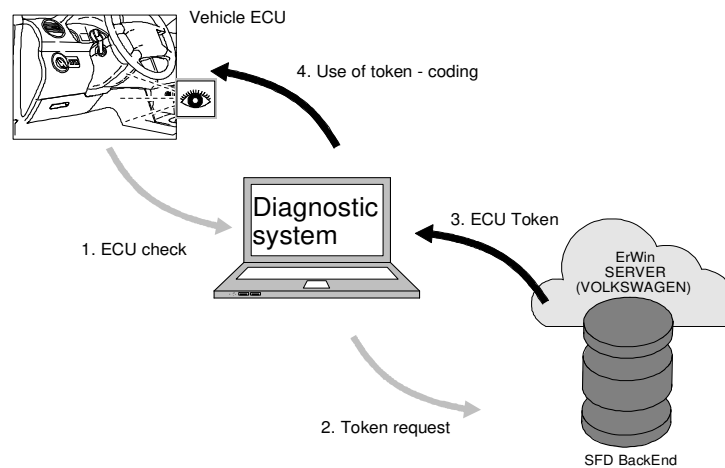 Vehicle ECU
4. Use of token - coding
Diagnostic
system
3. ECU Token
1. ECU check
ErWin
SERVER
(VOLKSWAGEN)
2. Token request
SFD BackEnd